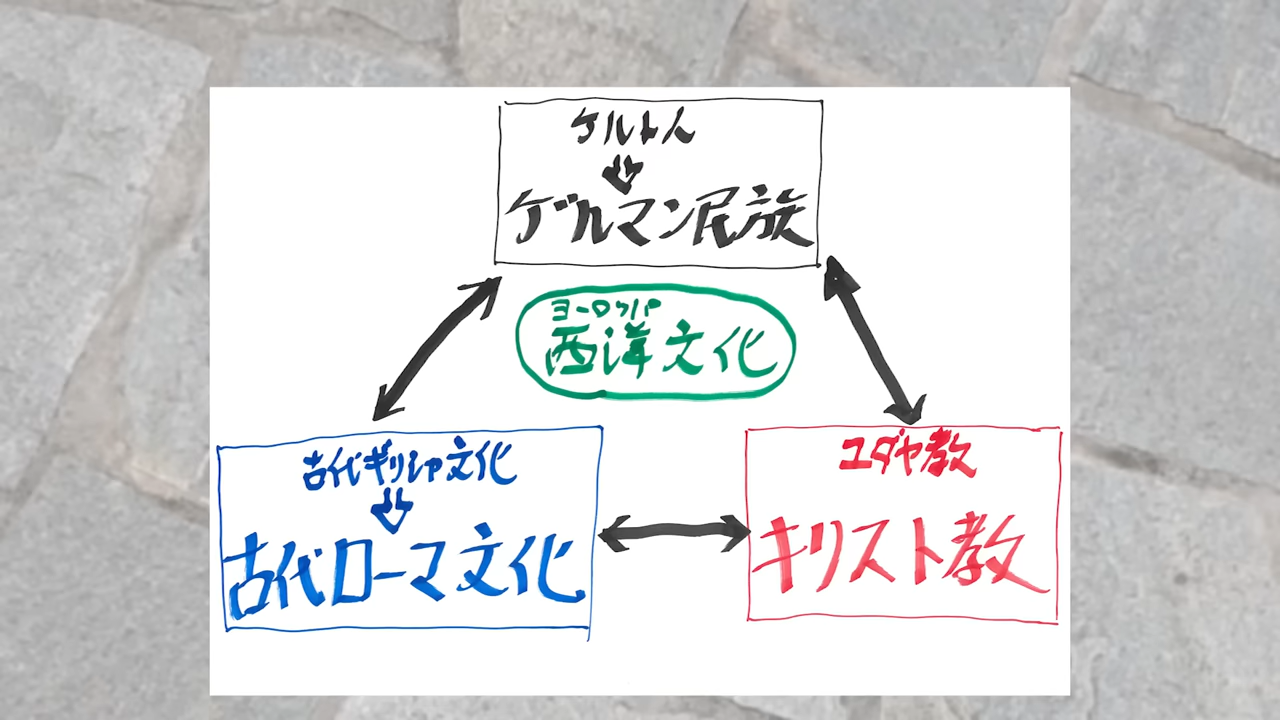 ケルト人
⇩
ゲルマン民族
ヨーロッパ
西洋文化
古代ギリシャ文化
⇩
古代ローマ文化
ユダヤ教
キリスト教